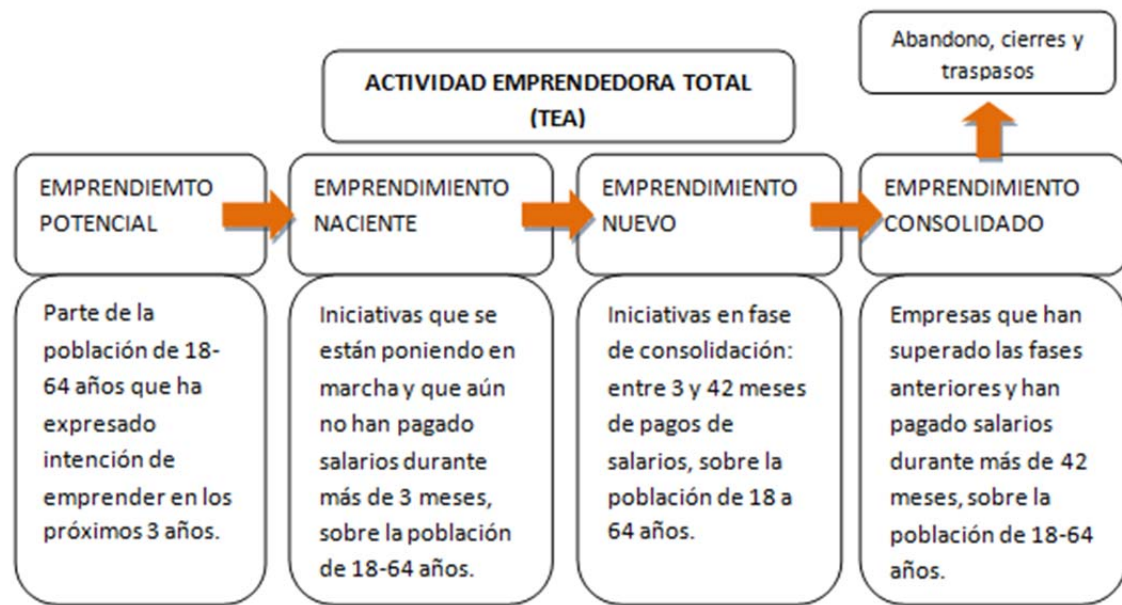 Abandono, cierres y
traspasos
ACTIVIDAD EMPRENDEDORA TOTAL
(TEA)
EMPRENDIEMTO
POTENCIAL
EMPRENDIMIENTO
NACIENTE
EMPRENDIMIENTO
NUEVO
EMPRENDIMIENTO
CONSOLIDADO
Parte de la
población de 18-
64 años que ha
expresado
intención de
emprender en los
próximos 3 años.
Iniciativas que se
están poniendo en
marcha y que aún
no han pagado
salarios durante
más de 3 meses,
sobre la población
de 18-64 años.
Iniciativas en fase
de consolidación:
entre 3 y 42 meses
de pagos de
salarios, sobre la
población de 18 a
64 años.
Empresas que han
superado las fases
anteriores y han
pagado salarios
durante más de 42
meses, sobre la
población de 18-64
años.